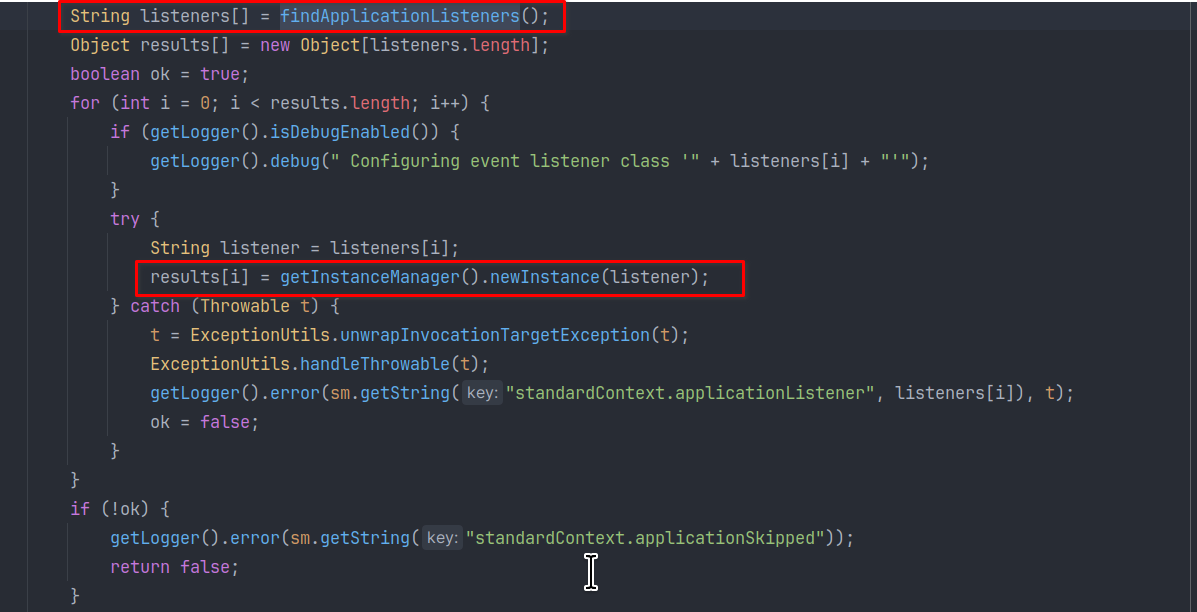 String listeners[] = findApplicationListeners();
Object results[] = new Object[listeners.length];
boolean ok = true;
for (int i = 0; i < results.length; i++) {
if (getLogger().isDebugEnabled()) {
getLogger().debug(" Configuring event listener class '" + listeners[i] + "'");
}
try {
String listener = listeners[i];
results[i] = getInstanceManager().newInstance(listener);
} catch (Throwable t) {
t = ExceptionUtils.unwrapInvocationTargetException(t);
ExceptionUtils.handleThrowable(t);
getLogger().error(sm.getString( key: "standardContext.applicationListener", listeners[i]), t);
ok = false;
}
}
if (!ok) {
getLogger().error(sm.getString( key: "standardContext.applicationSkipped"));
return false;
}